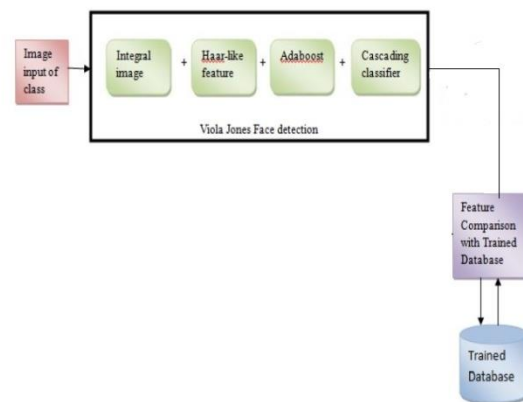 Image
input of
class
Integral
image
+
Haar-like
feature
+
Adaboost
+
Cascading
classifier
Viola Jones Face detection
Feature
Comparison
with Trained
Database
Trained
Database